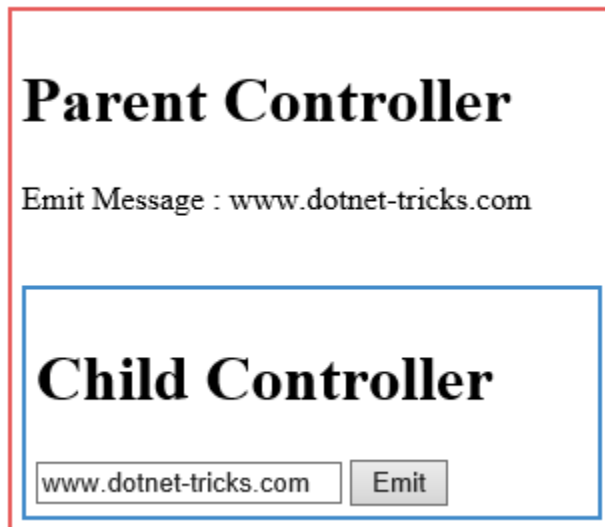 Parent Controller
Emit Message : www.dotnet-tricks.com
Child Controller
www.dotnet-tricks.com Emit